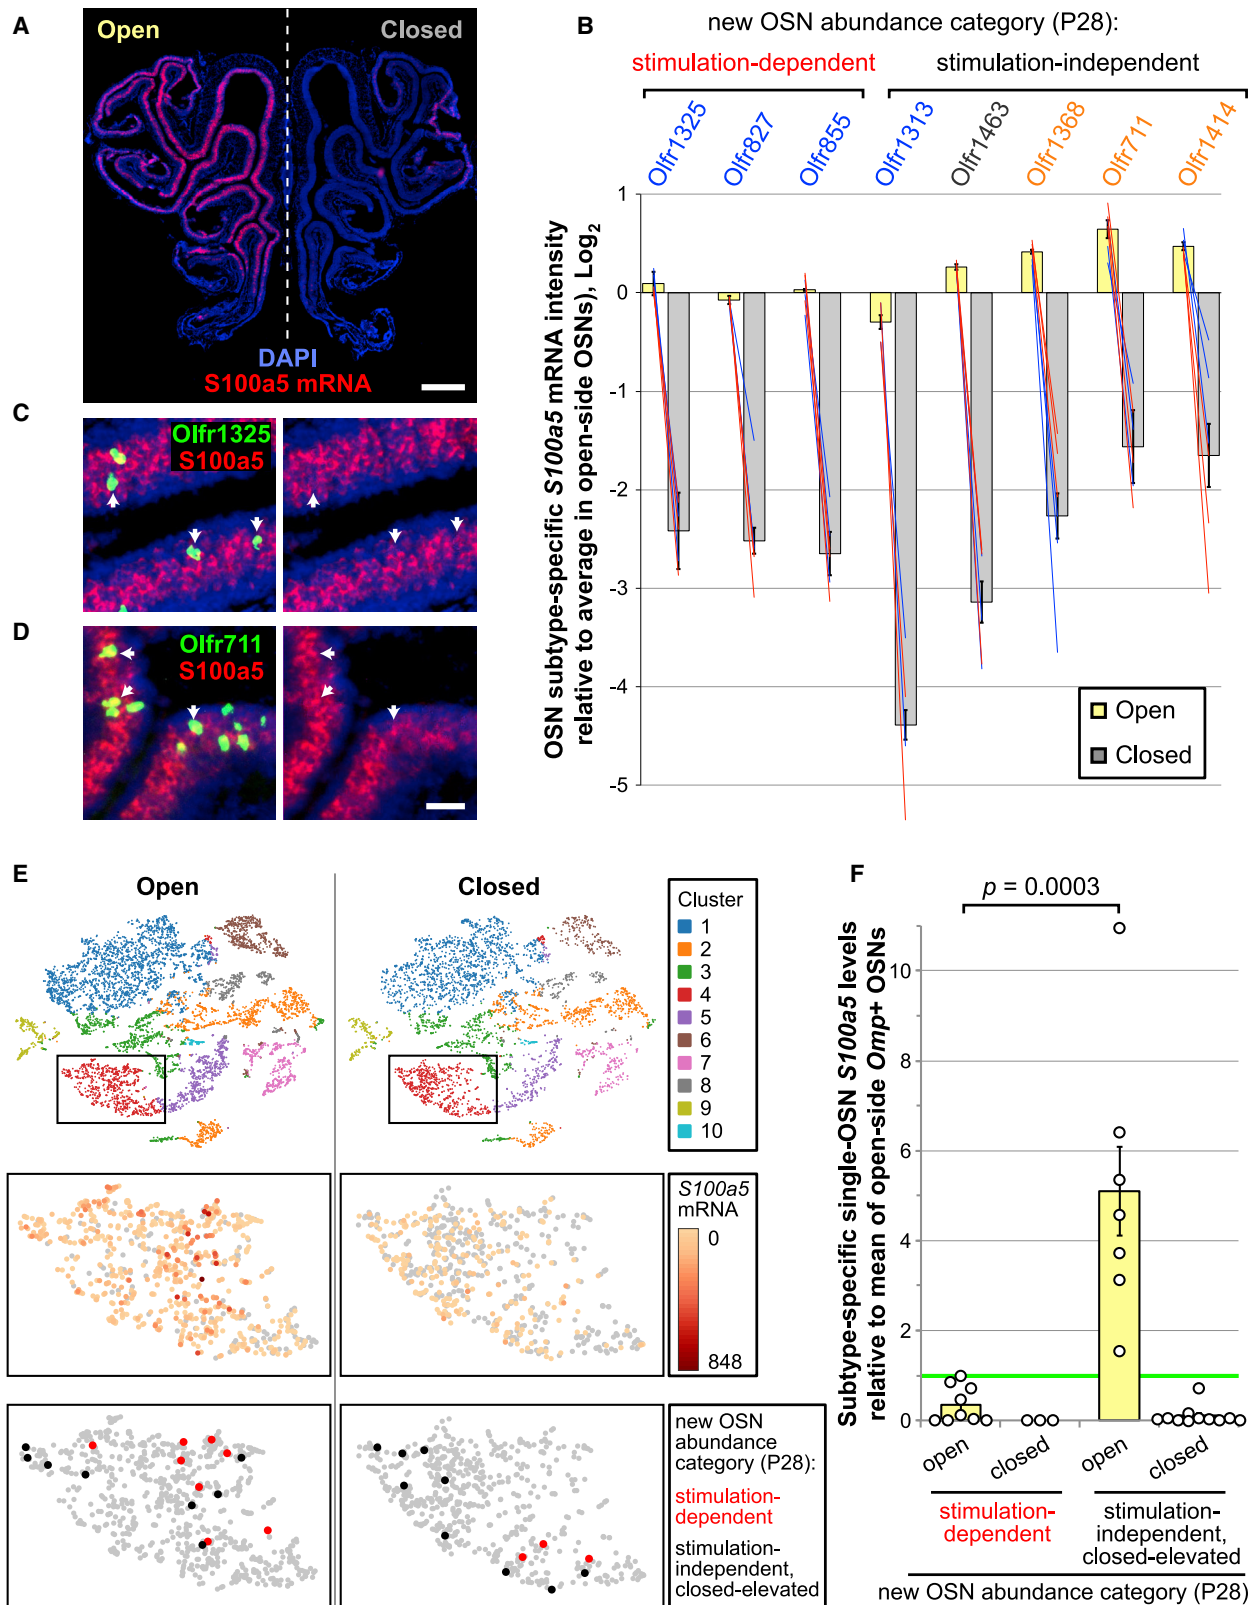 A
Open
Closed
DAPI
S100a5 mRNA
B
new OSN abundance category (P28):
stimulation-dependent
stimulation-independent
Olfr1325
Olfr827
Olfr855
Olfr1313
Olfr1463
Olfr1368
Olfr711
Olfr1414
OSN subtype-specific S100a5 mRNA intensity
relative to average in open-side OSNs), Log2
1
0
-1
-2
-3
-4
-5
Open
Closed
C
Olfr1325
S100a5
D
Olfr711
S100a5
E
Open
Closed
Cluster
1
2
3
4
5
6
7
8
9
10
S100a5
mRNA
0
848
new OSN
abundance
category (P28):
stimulation-
dependent
stimulation-
independent,
closed-elevated
F
p = 0.0003
Subtype-specific single-OSN S100a5 levels
relative to mean of open-side Omp+ OSNs
10
8
6
4
2
0
open
closed
open
closed
stimulation-
dependent
stimulation-
independent,
closed-elevated
new OSN abundance category (P28)